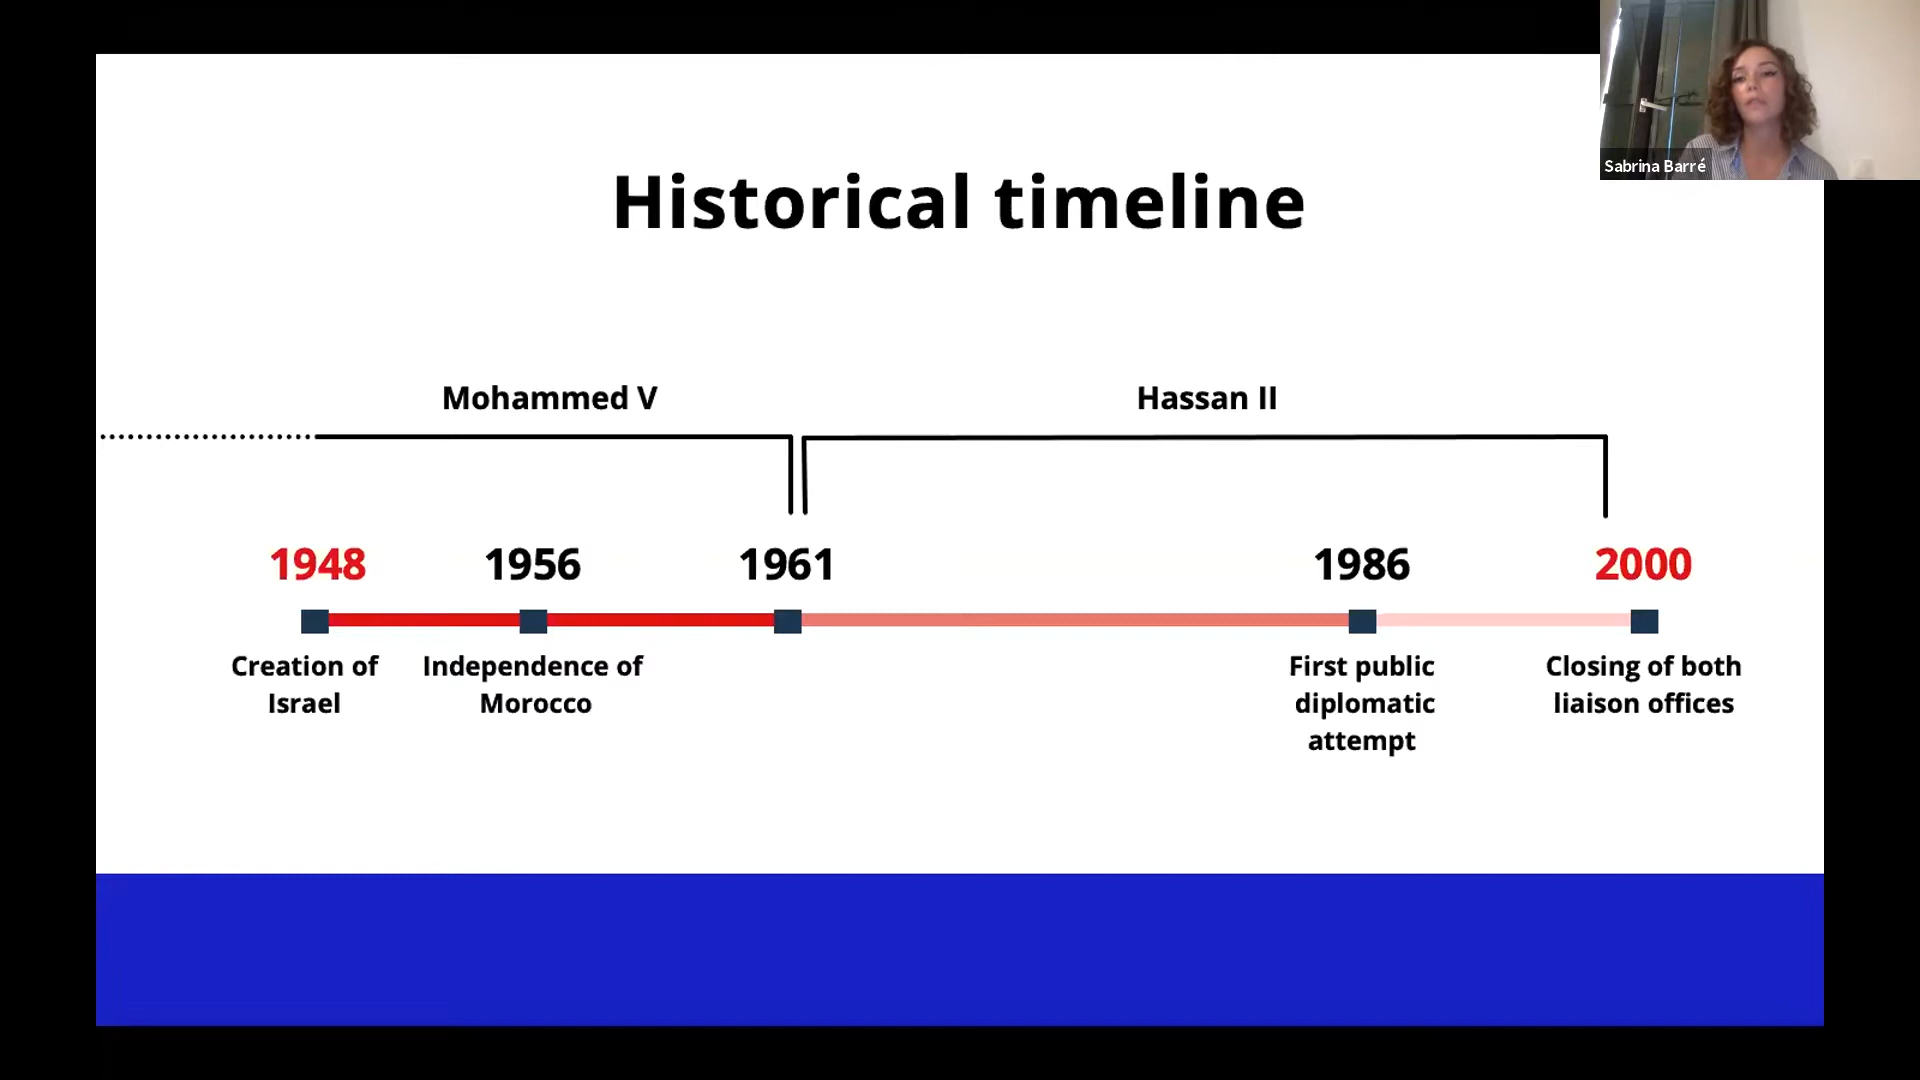 Sabrina Barré
Historical timeline
Mohammed V
Hassan II
1948
1956
1961
1986
2000
Creation of
Israel
Independence of
Morocco
First public
diplomatic
attempt
Closing of both
liaison offices